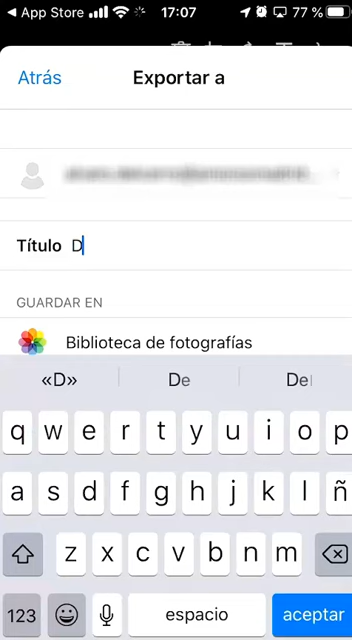 App Store 17:07 77 %
Atrás Exportar a
Título D
GUARDAR EN
Biblioteca de fotografías
«D» De Del
q w e r t y u i o p
a s d f g h j k l ñ
z x c v b n m
123 espacio aceptar